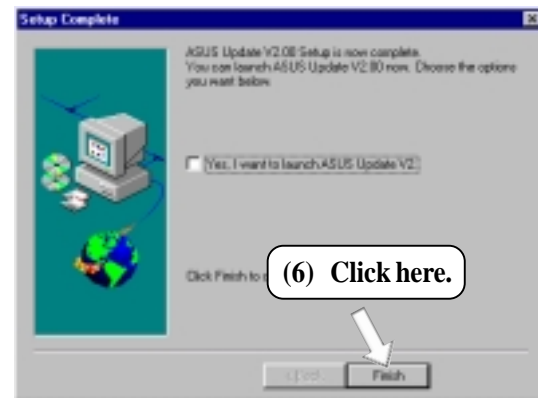 Setup Complete
ASUS Update V2.00 Setup is now complete.
You can launch ASUS Update V2.00 now. Choose the options
you want below.
Yes, I want to launch ASUS Update V2.
Click Finish to
(6) Click here.
< Back
Finish